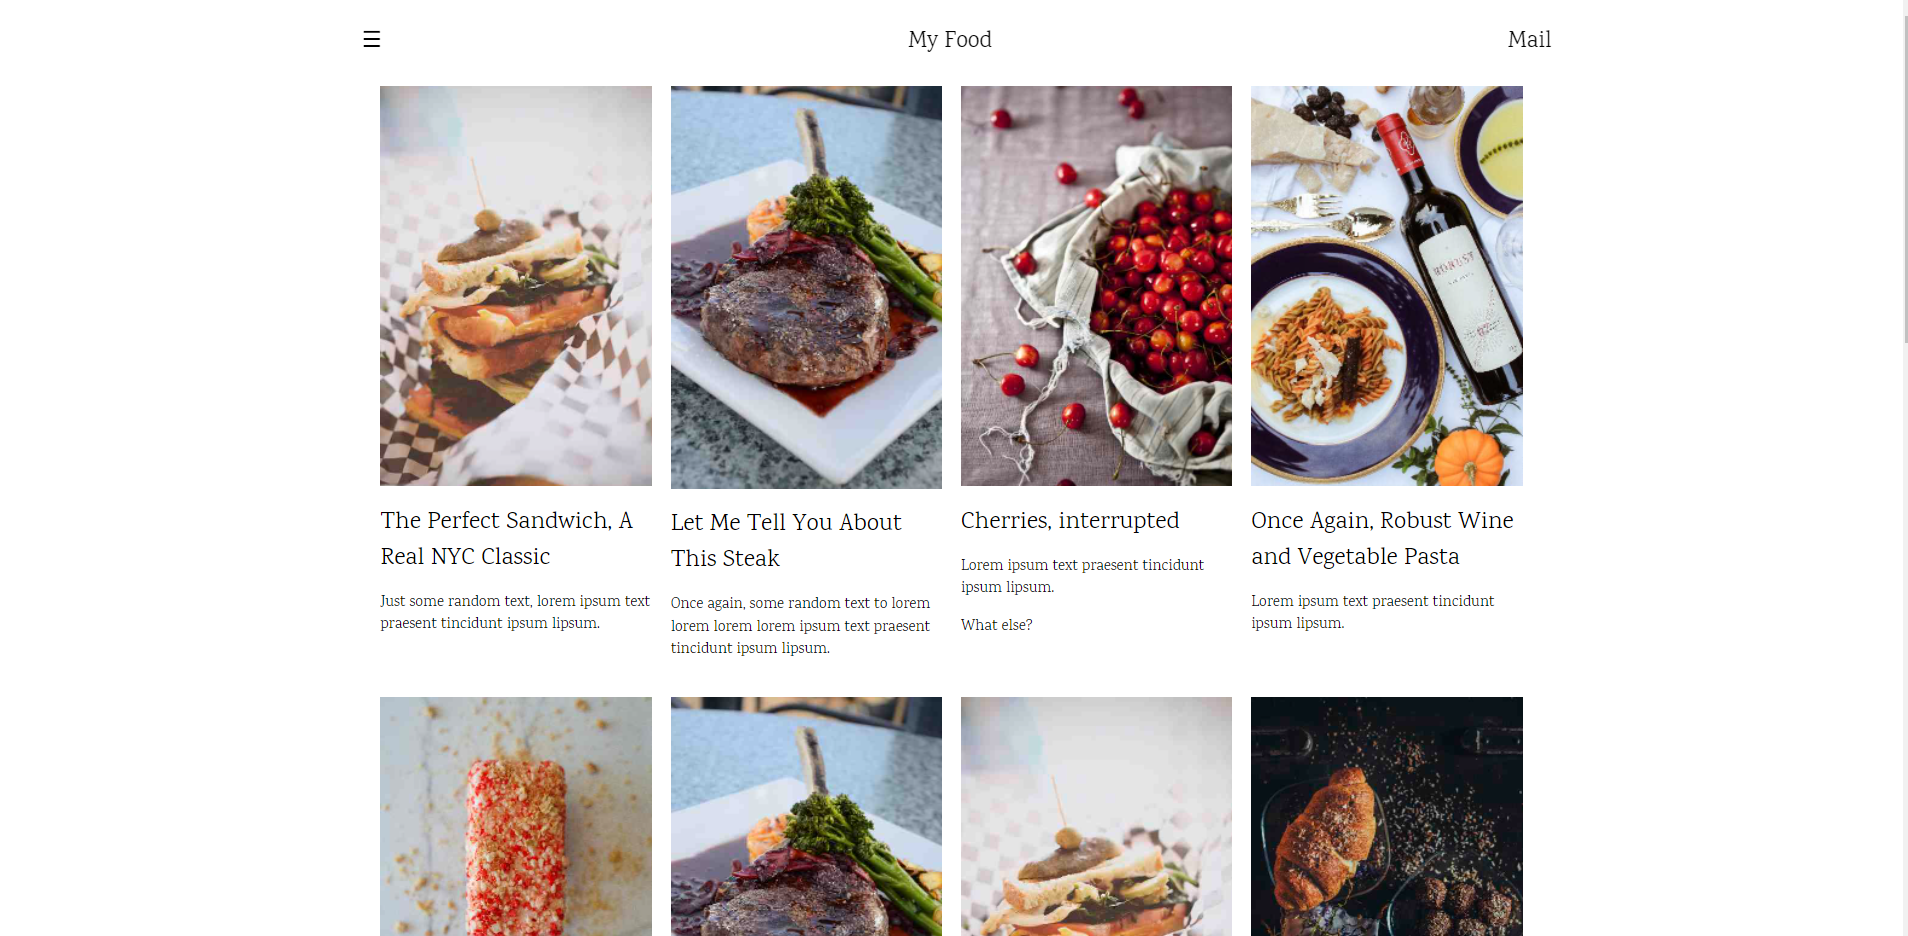 ☰
My Food
Mail
ROBUST
The Perfect Sandwich, A
Real NYC Classic
Just some random text, lorem ipsum text
praesent tincidunt ipsum lipsum.
Let Me Tell You About
This Steak
Once again, some random text to lorem
lorem lorem lorem ipsum text praesent
tincidunt ipsum lipsum.
Cherries, interrupted
Lorem ipsum text praesent tincidunt
ipsum lipsum.
What else?
Once Again, Robust Wine
and Vegetable Pasta
Lorem ipsum text praesent tincidunt
ipsum lipsum.